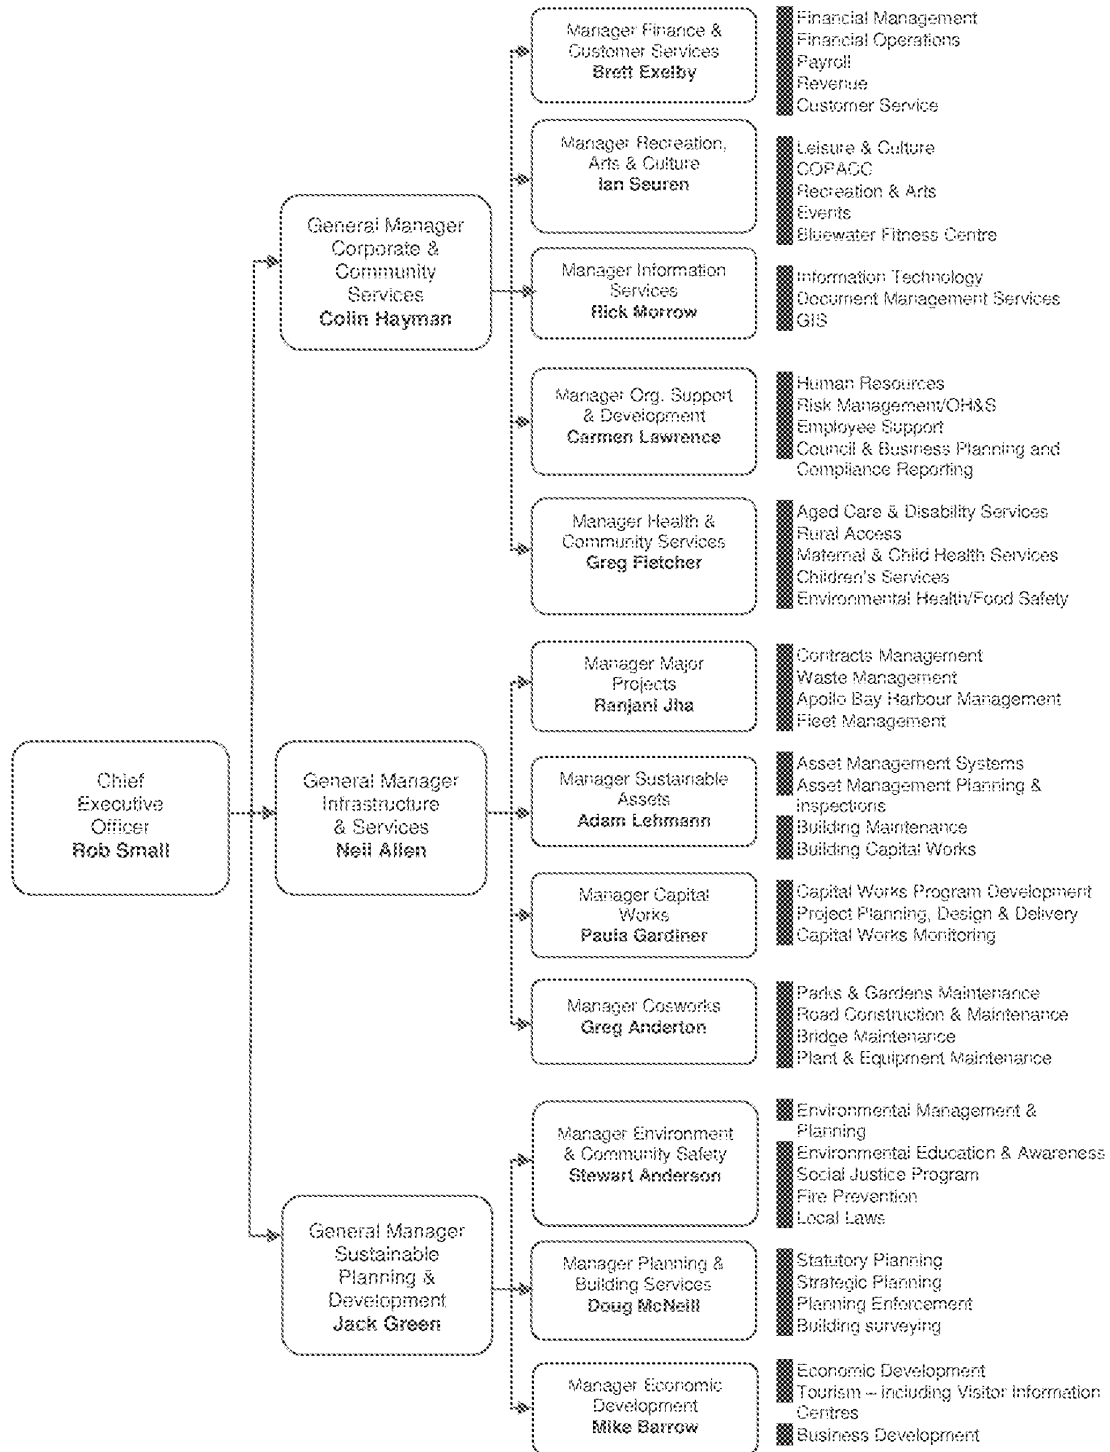 Manager Finance &
Customer Services
Brett Exelby
Financial Management
Financial Operations
Payroll
Revenue
Customer Service
Manager Recreation,
Arts & Culture
Ian Seuren
Leisure & Culture
COPACC
Recreation & Arts
Events
Bluewater Fitness Centre
General Manager
Corporate &
Community
Services
Colin Hayman
Manager Information
Services
Rick Morrow
Information Technology
Document Management Services
GIS
Manager Org. Support
& Development
Carmen Lawrence
Human Resources
Risk Management/OH&S
Employee Support
Council & Business Planning and
Compliance Reporting
Manager Health &
Community Services
Greg Fletcher
Aged Care & Disability Services
Rural Access
Maternal & Child Health Services
Children's Services
Environmental Health/Food Safety
Manager Major
Projects
Ranjani Jha
Contracts Management
Waste Management
Apollo Bay Harbour Management
Fleet Management
Chief
Executive
Officer
Rob Small
General Manager
Infrastructure
& Services
Neil Allen
Manager Sustainable
Assets
Adam Lehmann
Asset Management Systems
Asset Management Planning &
Inspections
Building Maintenance
Building Capital Works
Manager Capital
Works
Paula Gardiner
Capital Works Program Development
Project Planning, Design & Delivery
Capital Works Monitoring
Manager Cosworks
Greg Anderton
Parks & Gardens Maintenance
Road Construction & Maintenance
Bridge Maintenance
Plant & Equipment Maintenance
Manager Environment
& Community Safety
Stewart Anderson
Environmental Management &
Planning
Environmental Education & Awareness
Social Justice Program
Fire Prevention
Local Laws
General Manager
Sustainable
Planning &
Development
Jack Green
Manager Planning &
Building Services
Doug McNeill
Statutory Planning
Strategic Planning
Planning Enforcement
Building surveying
Manager Economic
Development
Mike Barrow
Economic Development
Tourism – including Visitor Information
Centres
Business Development